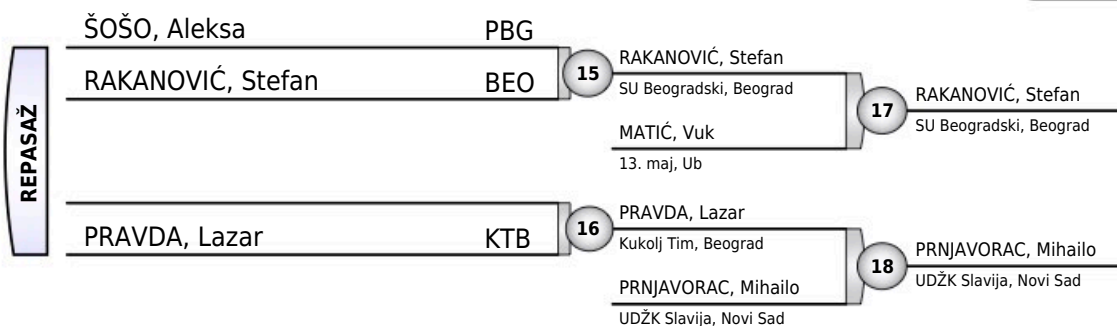 REPASAŽ
ŠOŠO, Aleksa PBG
RAKANOVIĆ, Stefan BEO
15
RAKANOVIĆ, Stefan
SU Beogradski, Beograd
MATIĆ, Vuk
13. maj, Ub
17
RAKANOVIĆ, Stefan
SU Beogradski, Beograd
PRAVDA, Lazar KTB
16
PRAVDA, Lazar
Kukolj Tim, Beograd
PRNJAVORAC, Mihailo
UDŽK Slavija, Novi Sad
18
PRNJAVORAC, Mihailo
UDŽK Slavija, Novi Sad